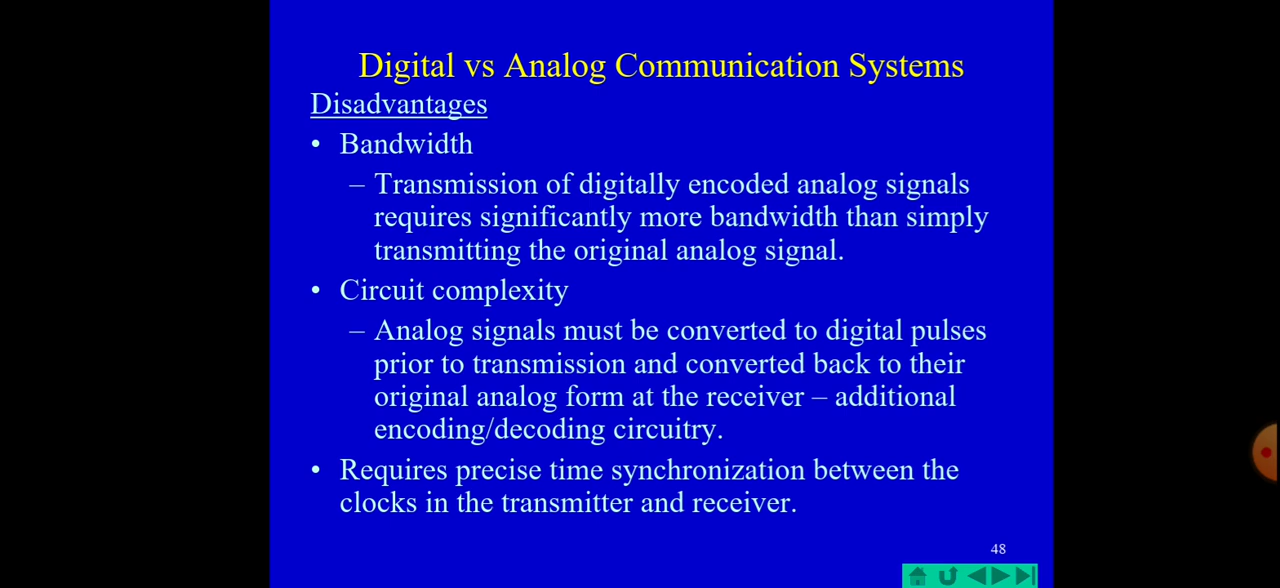 Digital vs Analog Communication Systems
Disadvantages
• Bandwidth
– Transmission of digitally encoded analog signals
requires significantly more bandwidth than simply
transmitting the original analog signal.
• Circuit complexity
– Analog signals must be converted to digital pulses
prior to transmission and converted back to their
original analog form at the receiver – additional
encoding/decoding circuitry.
• Requires precise time synchronization between the
clocks in the transmitter and receiver.
48